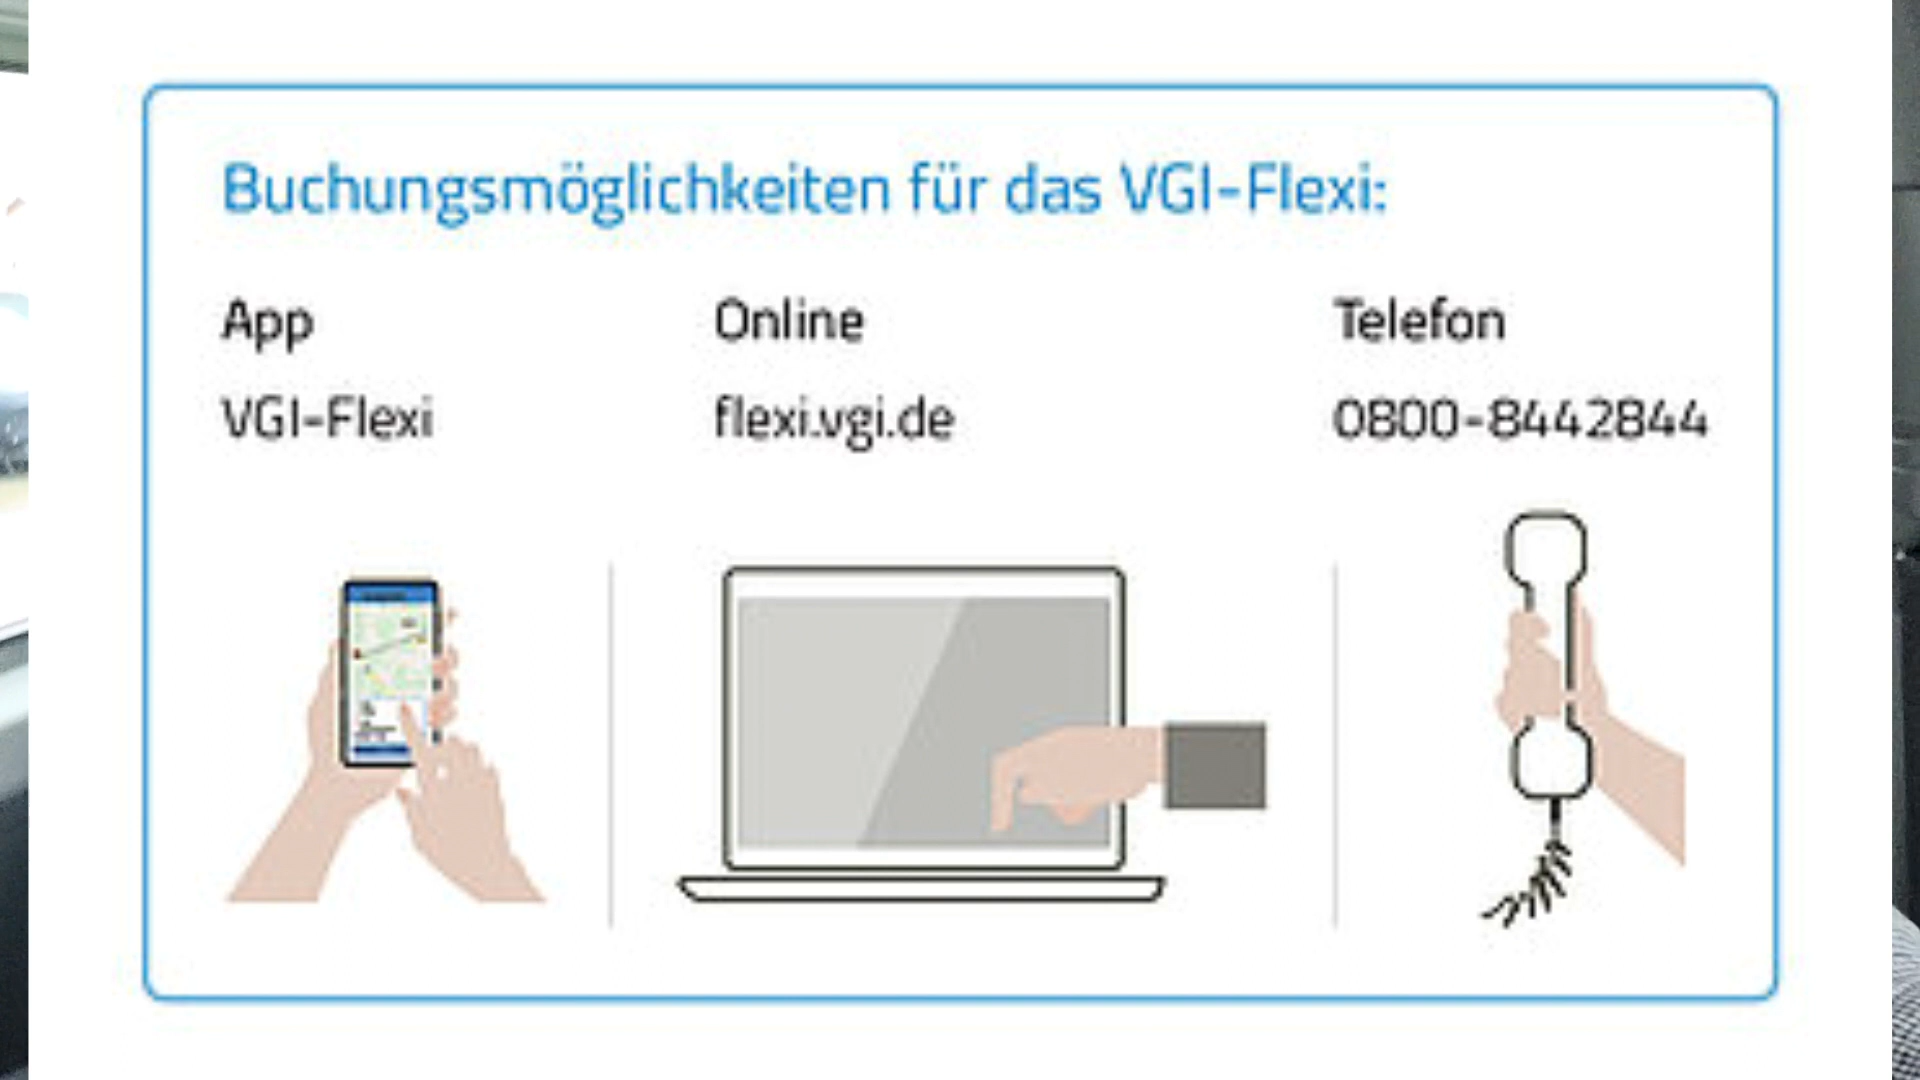 Buchungsmöglichkeiten für das VGI-Flexi:
App
VGI-Flexi
Online
flexi.vgi.de
Telefon
0800-8442844